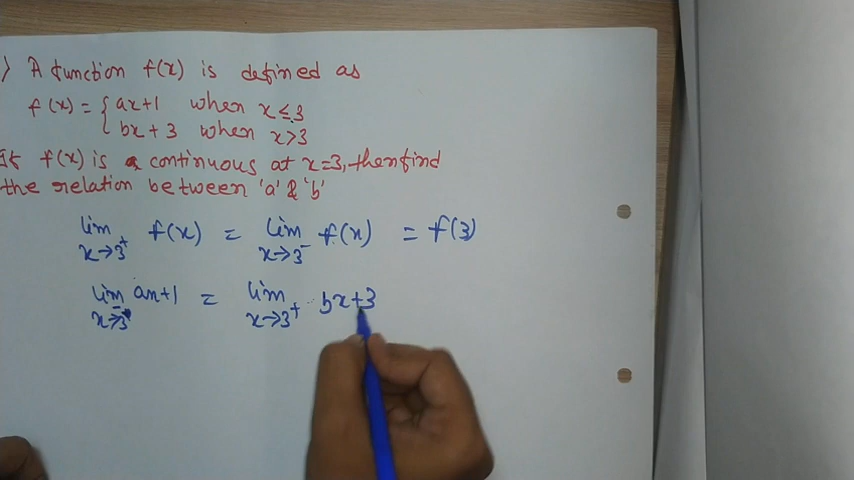 ) A function f(x) is defined as
f(x) = { ax+1 when x ≤ 3
bx + 3 when x > 3
If f(x) is a continuous at x=3, then find
the relation between 'a' & 'b'
lim x→3⁺ f(x) = lim x→3⁻ f(x) = f(3)
lim x→3⁻ ax+1 = lim x→3⁺ bx+3